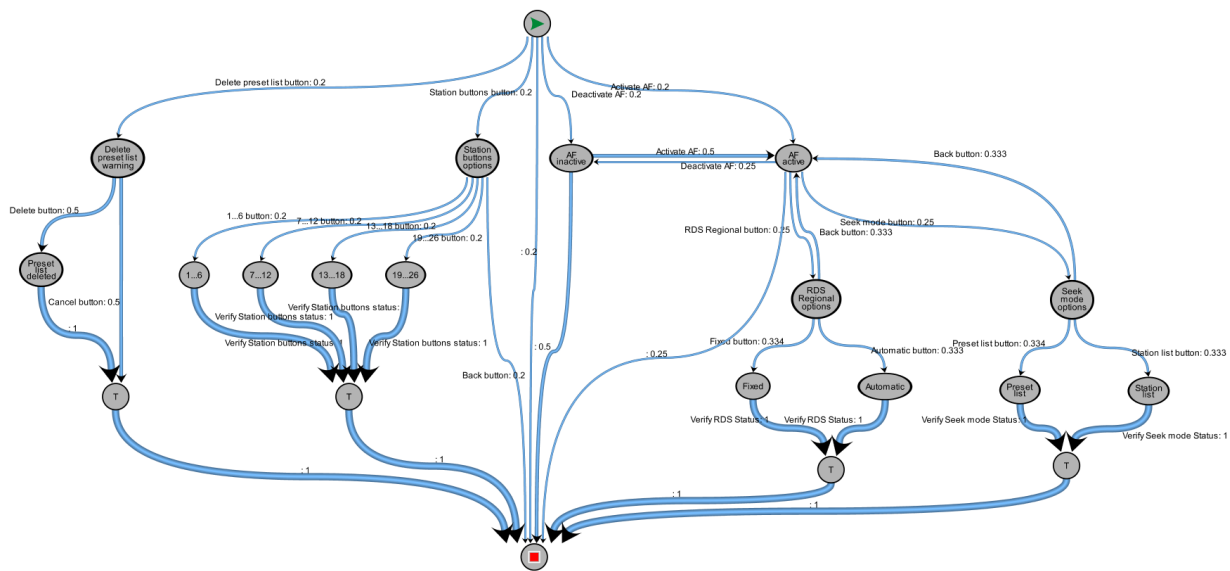 Delete preset list button: 0.2
Station buttons button: 0.2
Activate AF: 0.2
Deactivate AF: 0.2
Delete
preset list
warning
Station
buttons
options
AF
inactive
Activate AF: 0.5
Deactivate AF: 0.25
AF
active
Back button: 0.333
Delete button: 0.5
1...6 button: 0.2
7...12 button: 0.2
13...18 button: 0.2
19...26 button: 0.2
: 0.2
RDS Regional button: 0.25
Seek mode button: 0.25
Back button: 0.333
Preset
list
deleted
1...6
7...12
13...18
19...26
RDS
Regional
options
Seek
mode
options
Cancel button: 0.5
Verify Station buttons status:
Verify Station buttons status: 1
: 1
Verify Station buttons status: 1
Verify Station buttons status: 1
: 0.5
: 0.25
Fixed button: 0.334
Automatic button: 0.333
Preset list button: 0.334
Station list button: 0.333
Back button: 0.2
Fixed
Automatic
Preset
list
Station
list
T
T
Verify RDS Status: 1
Verify RDS Status: 1
Verify Seek mode Status: 1
Verify Seek mode Status: 1
T
T
: 1
: 1
: 1
: 1